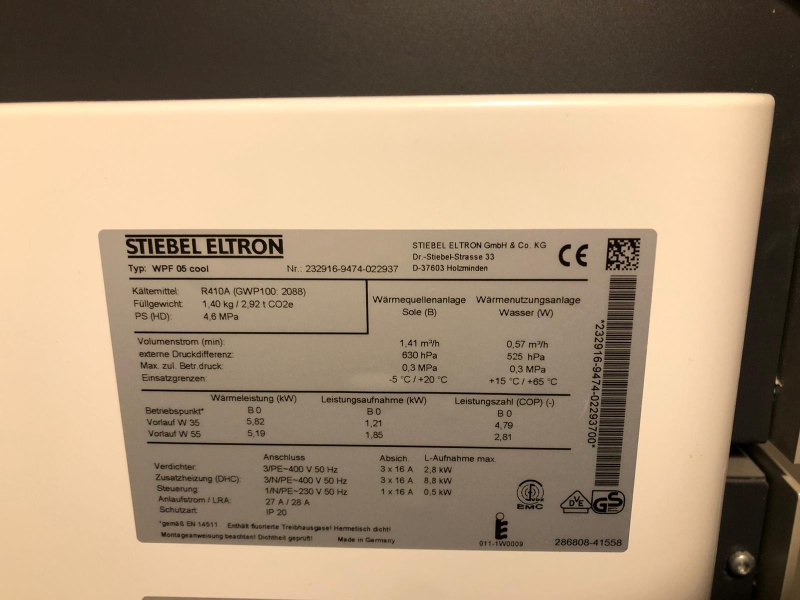 STIEBEL ELTRON
Typ: WPF 05 cool Nr.: 232916-9474-022937
STIEBEL ELTRON GmbH & Co. KG
Dr.-Stiebel-Strasse 33
D-37603 Holzminden
CE
Kältemittel: R410A (GWP100: 2088)
Füllgewicht: 1,40 kg / 2,92 t CO2e
PS (HD): 4,6 MPa
Wärmequellenanlage Wärmenutzungsanlage
Sole (B) Wasser (W)
Volumenstrom (min): 1,41 m³/h 0,57 m³/h
externe Druckdifferenz: 630 hPa 525 hPa
Max. zul. Betr.druck: 0,3 MPa 0,3 MPa
Einsatzgrenzen: -5 °C / +20 °C +15 °C / +65 °C
Wärmeleistung (kW) Leistungsaufnahme (kW) Leistungszahl (COP) (-)
Betriebspunkt* B 0 B 0 B 0
Vorlauf W 35 5,82 1,21 4,79
Vorlauf W 55 5,19 1,85 2,81
Anschluss Absich. L-Aufnahme max.
Verdichter: 3/PE~400 V 50 Hz 3 x 16 A 2,8 kW
Zusatzheizung (DHC): 3/N/PE~400 V 50 Hz 3 x 16 A 8,8 kW
Steuerung: 1/N/PE~230 V 50 Hz 1 x 16 A 0,5 kW
Anlaufstrom / LRA: 27 A / 28 A
Schutzart: IP 20
*gemäß EN 14511 Enthält fluorierte Treibhausgase! Hermetisch dicht!
Montageanweisung beachten! Dichtheit geprüft! Made in Germany
011-1W0009
EMC
VDE
GS
286808-41558
*232916-9474-02293700*